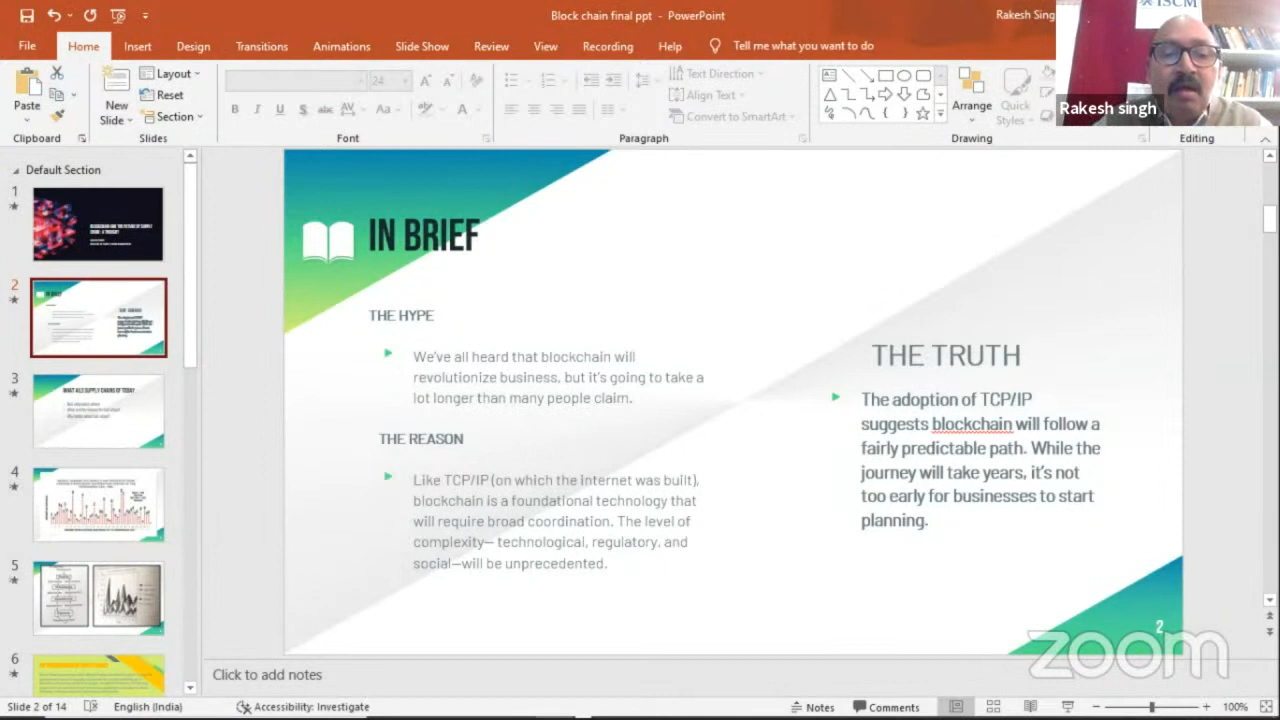 Block chain final ppt - PowerPoint
Rakesh Sing
ISCM
File Home Insert Design Transitions Animations Slide Show Review View Recording Help Tell me what you want to do
Paste
New
Slide
Layout
Reset
Section
24
Text Direction
Align Text
Convert to SmartArt
Arrange
Quick
Styles
Rakesh singh
Clipboard Slides Font Paragraph Drawing Editing
Default Section
1
2
3
WHAT AILS SUPPLY CHAINS OF TODAY
4
5
6
IN BRIEF
THE HYPE
We've all heard that blockchain will
revolutionize business, but it's going to take a
lot longer than many people claim.
THE REASON
Like TCP/IP (on which the internet was built),
blockchain is a foundational technology that
will require broad coordination. The level of
complexity— technological, regulatory, and
social—will be unprecedented.
THE TRUTH
The adoption of TCP/IP
suggests blockchain will follow a
fairly predictable path. While the
journey will take years, it's not
too early for businesses to start
planning.
2
zoom
Click to add notes
Slide 2 of 14 English (India) Accessibility: Investigate Notes Comments 100%